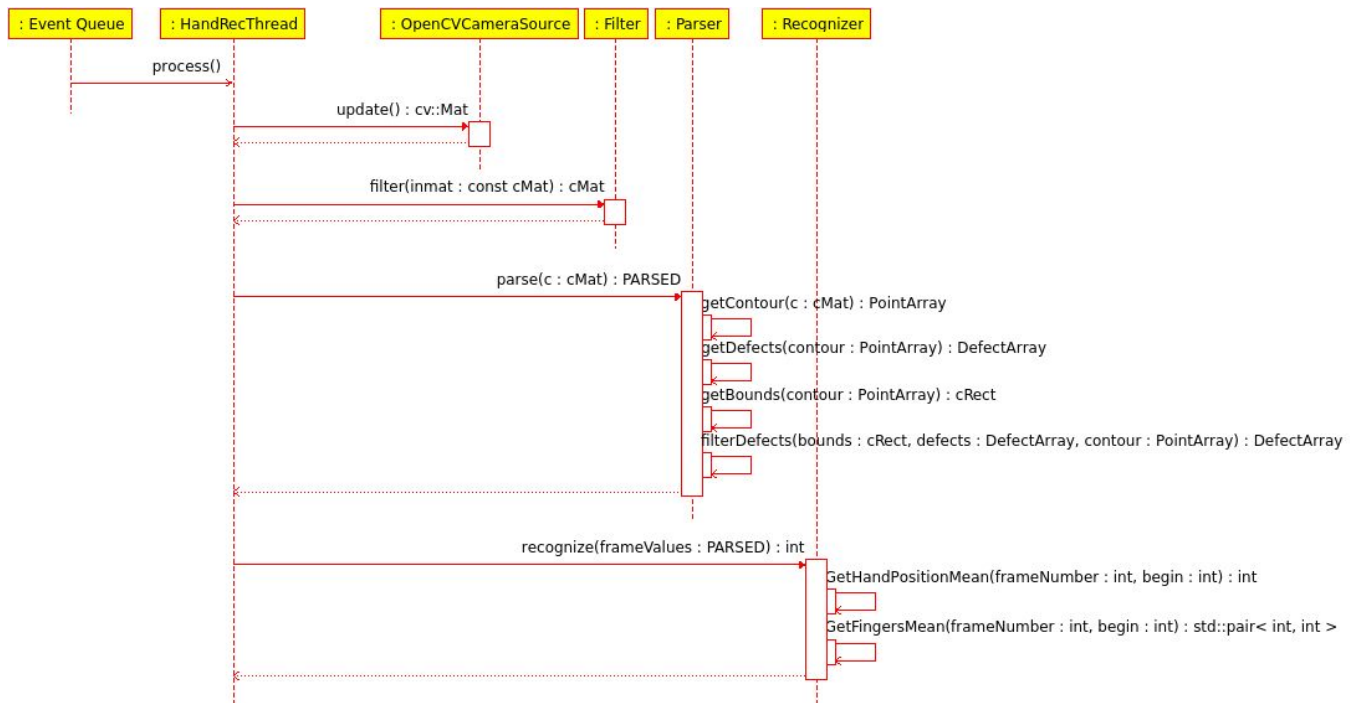 : Event Queue
: HandRecThread
: OpenCVCameraSource
: Filter
: Parser
: Recognizer
process()
update() : cv::Mat
filter(inmat : const cMat) : cMat
parse(c : cMat) : PARSED
getContour(c : cMat) : PointArray
getDefects(contour : PointArray) : DefectArray
getBounds(contour : PointArray) : cRect
filterDefects(bounds : cRect, defects : DefectArray, contour : PointArray) : DefectArray
recognize(frameValues : PARSED) : int
GetHandPositionMean(frameNumber : int, begin : int) : int
GetFingersMean(frameNumber : int, begin : int) : std::pair< int, int >